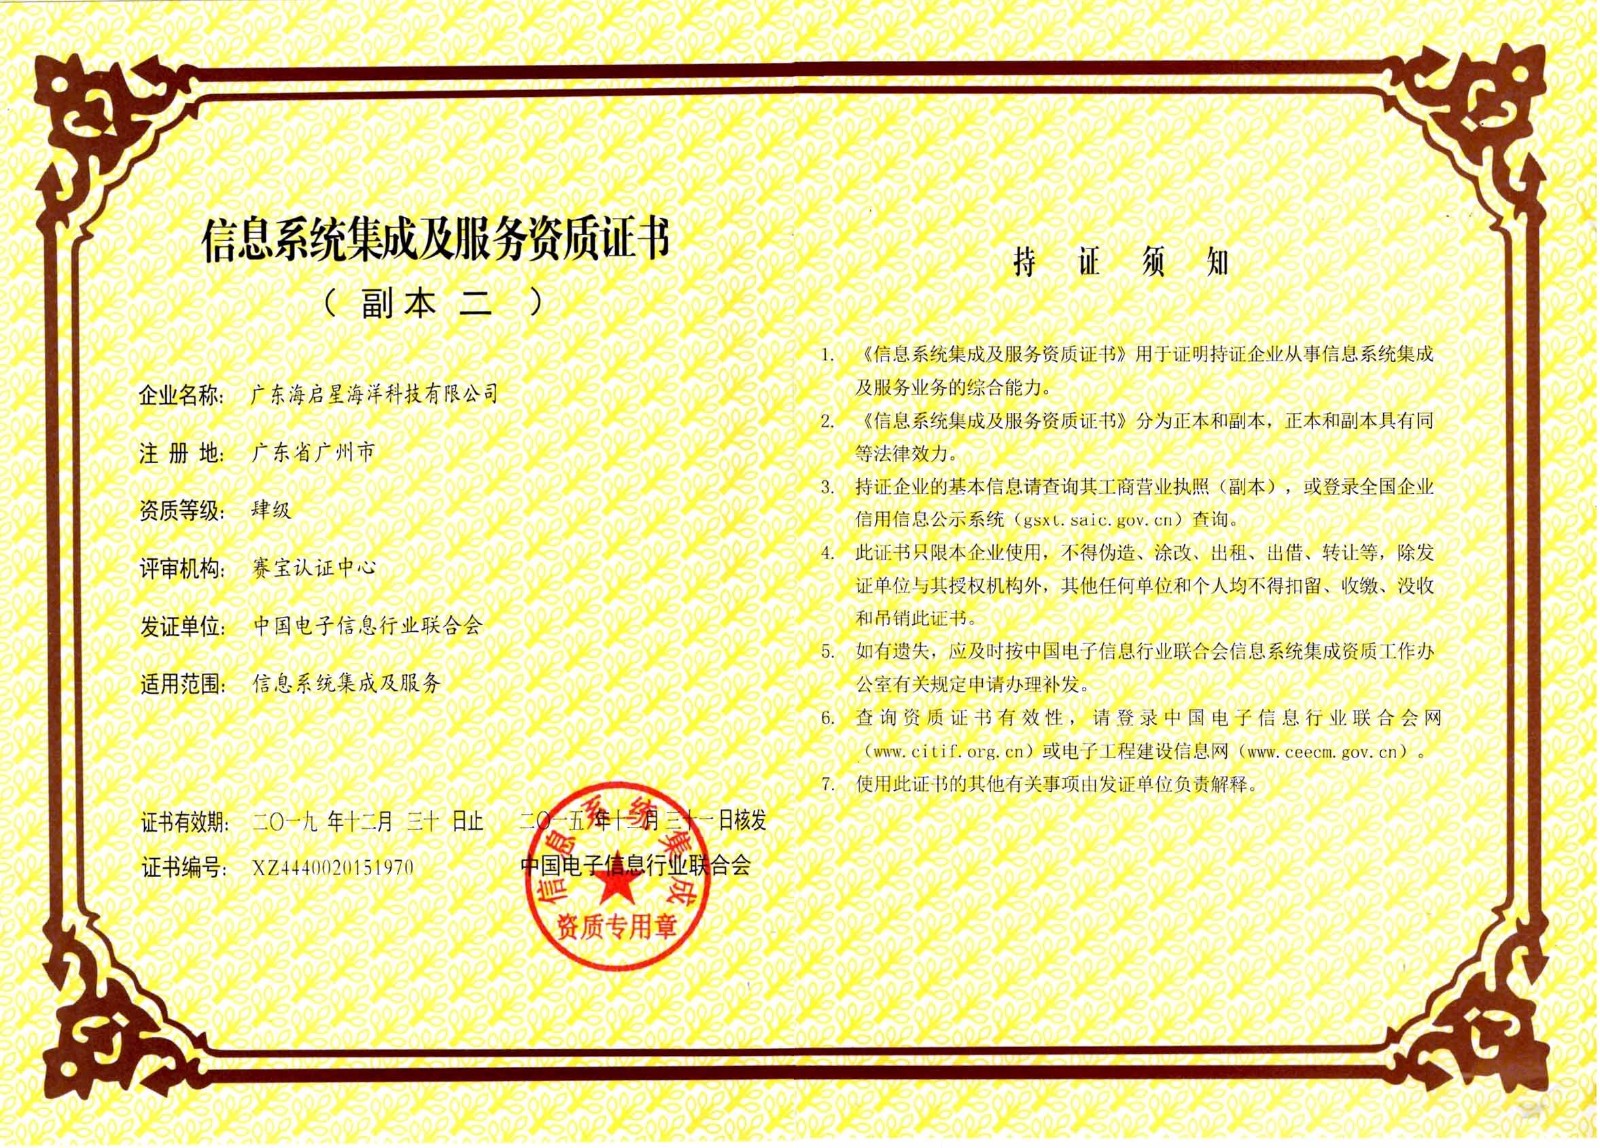 信息系统集成及服务资质证书
（ 副本 二 ）
企业名称： 广东海启星海洋科技有限公司
注 册 地： 广东省广州市
资质等级： 肆级
评审机构： 赛宝认证中心
发证单位： 中国电子信息行业联合会
适用范围： 信息系统集成及服务
证书有效期： 二〇一九 年十二月 三十 日止
二〇一五 年十二月三十一日核发
证书编号： XZ4440020151970
中国电子信息行业联合会
信息系统集成
资质专用章
持 证 须 知
1. 《信息系统集成及服务资质证书》用于证明持证企业从事信息系统集成
及服务业务的综合能力。
2. 《信息系统集成及服务资质证书》分为正本和副本，正本和副本具有同
等法律效力。
3. 持证企业的基本信息请查询其工商营业执照（副本），或登录全国企业
信用信息公示系统（gsxt.saic.gov.cn）查询。
4. 此证书只限本企业使用，不得伪造、涂改、出租、出借、转让等，除发
证单位与其授权机构外，其他任何单位和个人均不得扣留、收缴、没收
和吊销此证书。
5. 如有遗失，应及时按中国电子信息行业联合会信息系统集成资质工作办
公室有关规定申请办理补发。
6. 查询资质证书有效性，请登录中国电子信息行业联合会网
（www.citif.org.cn）或电子工程建设信息网（www.ceecm.gov.cn）。
7. 使用此证书的其他有关事项由发证单位负责解释。